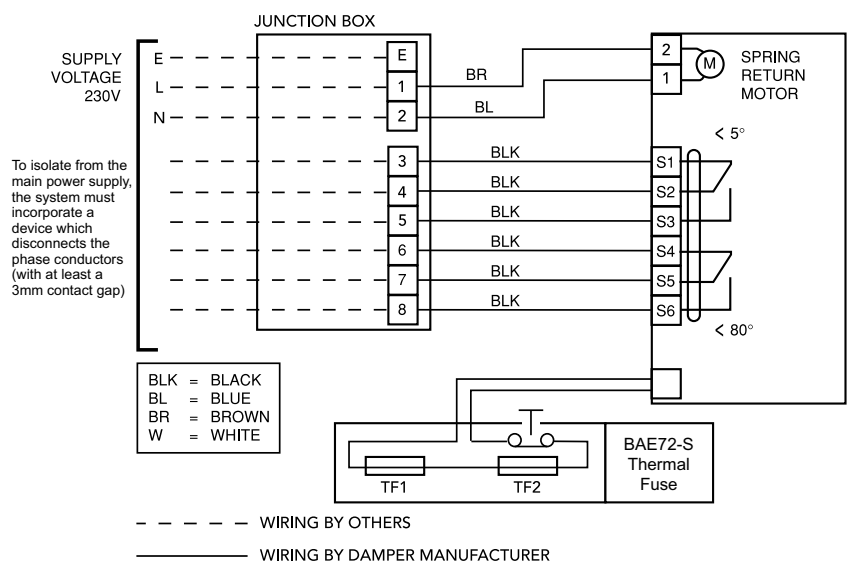 JUNCTION BOX
SUPPLY
VOLTAGE
230V
E
L
N
E
1
2
3
4
5
6
7
8
BR
BL
BLK
BLK
BLK
BLK
BLK
BLK
2
1
M
SPRING
RETURN
MOTOR
< 5°
S1
S2
S3
S4
S5
S6
< 80°
To isolate from the
main power supply,
the system must
incorporate a
device which
disconnects the
phase conductors
(with at least a
3mm contact gap)
BLK = BLACK
BL = BLUE
BR = BROWN
W = WHITE
TF1
TF2
BAE72-S
Thermal
Fuse
WIRING BY OTHERS
WIRING BY DAMPER MANUFACTURER